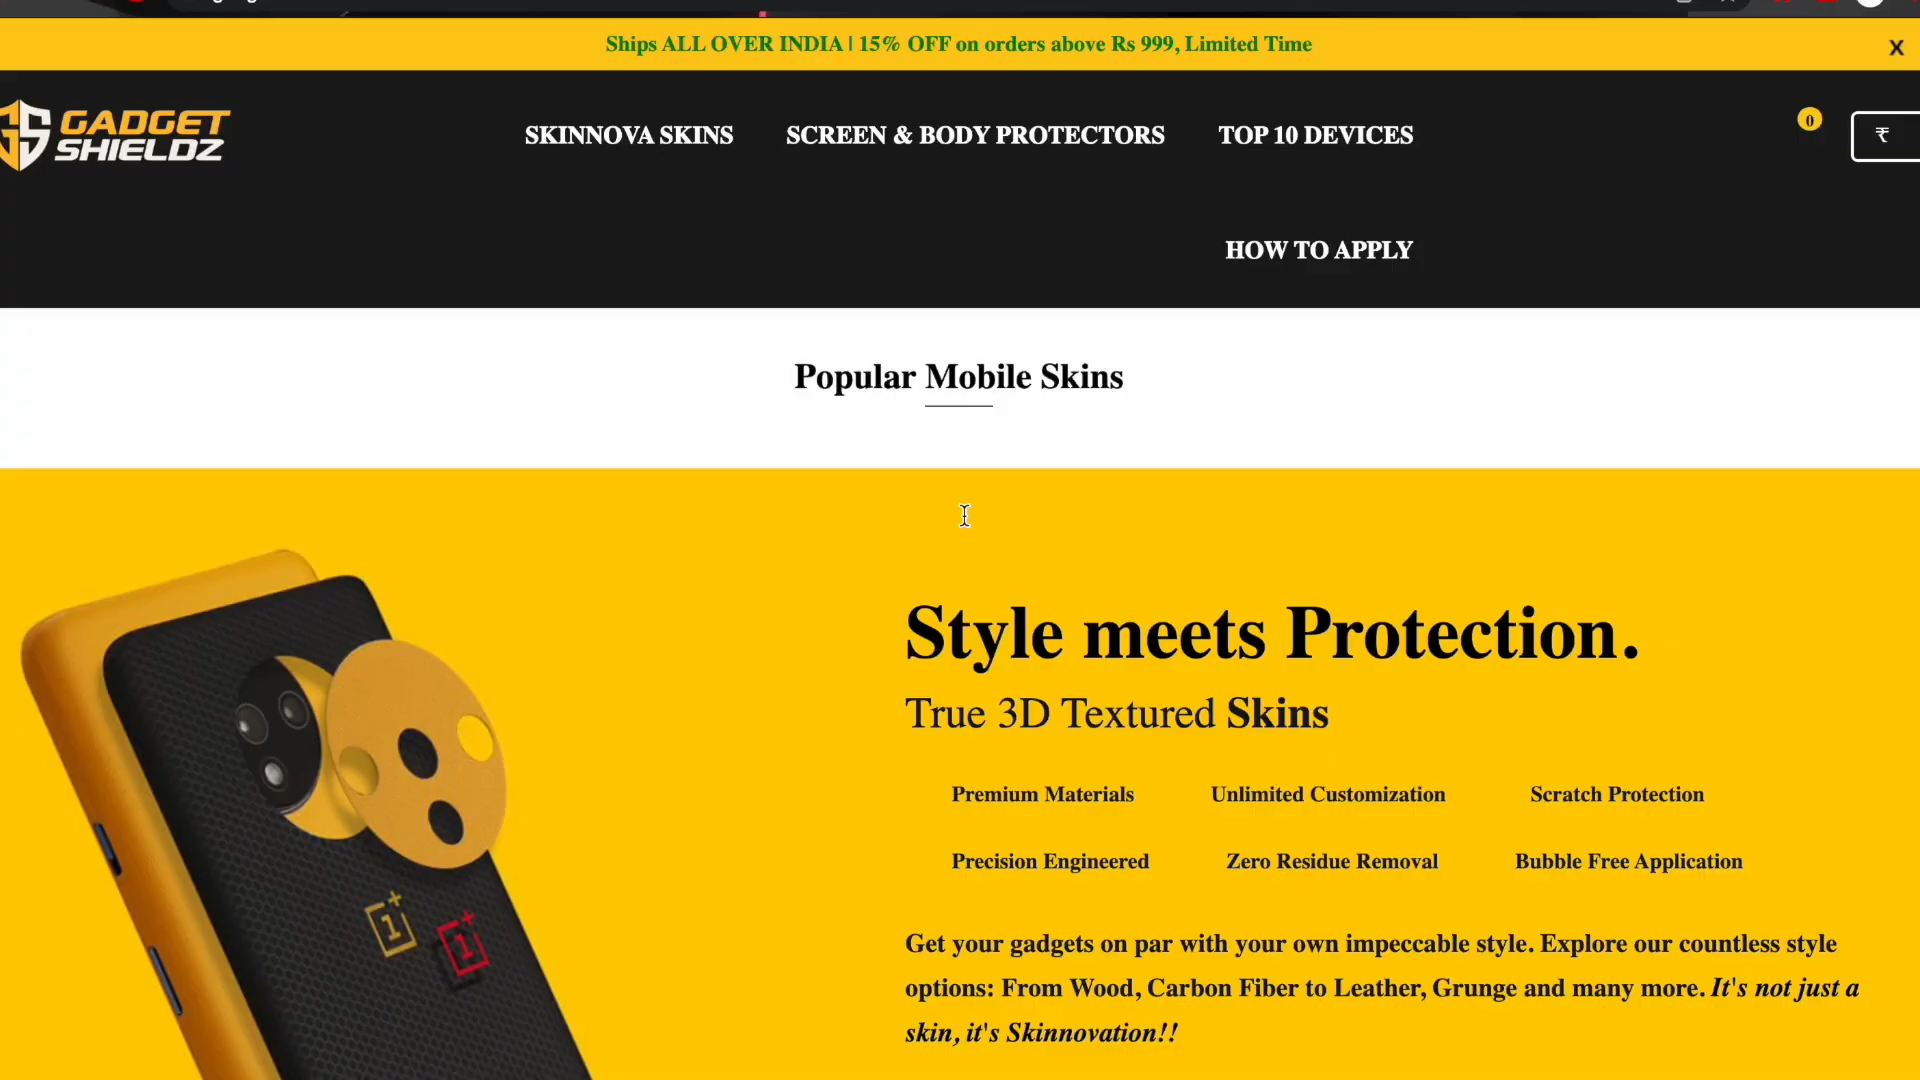 Ships ALL OVER INDIA | 15% OFF on orders above Rs 999, Limited Time
X
GS GADGET
SHIELDZ
SKINNOVA SKINS
SCREEN & BODY PROTECTORS
TOP 10 DEVICES
0
₹
HOW TO APPLY
Popular Mobile Skins
Style meets Protection.
True 3D Textured Skins
Premium Materials
Unlimited Customization
Scratch Protection
Precision Engineered
Zero Residue Removal
Bubble Free Application
1+
1+
Get your gadgets on par with your own impeccable style. Explore our countless style
options: From Wood, Carbon Fiber to Leather, Grunge and many more. It's not just a
skin, it's Skinnovation!!